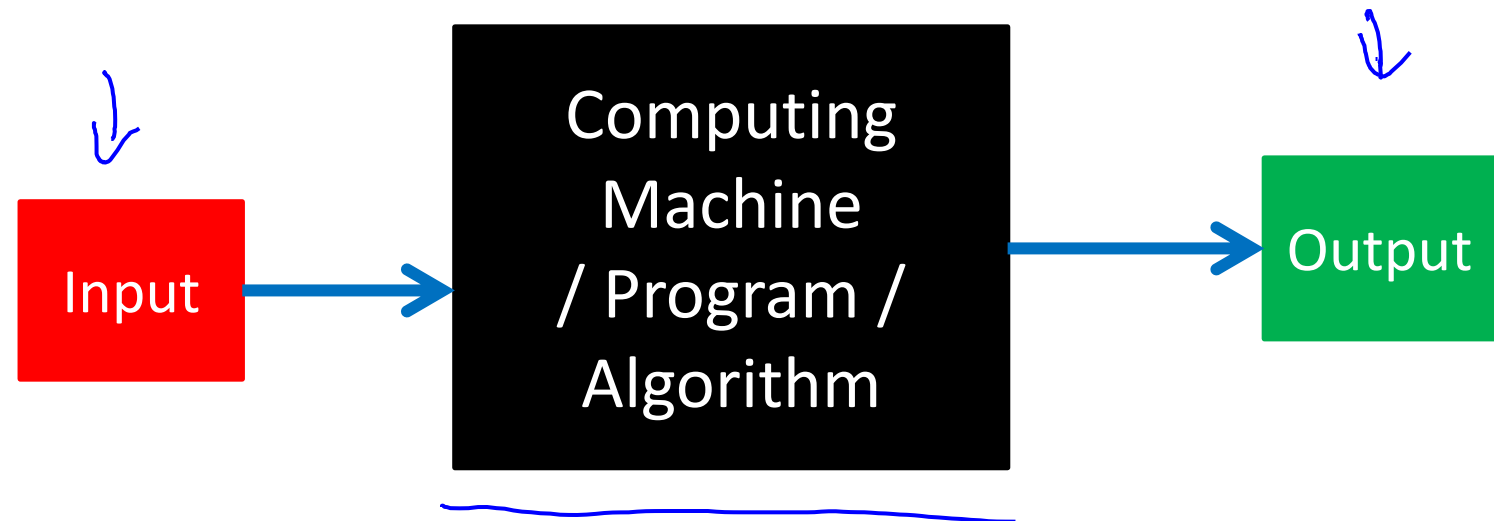 Input
Computing
Machine
/ Program /
Algorithm
Output